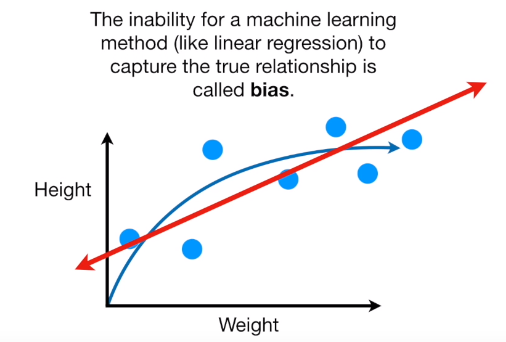 The inability for a machine learning
method (like linear regression) to
capture the true relationship is
called bias.
Height
Weight